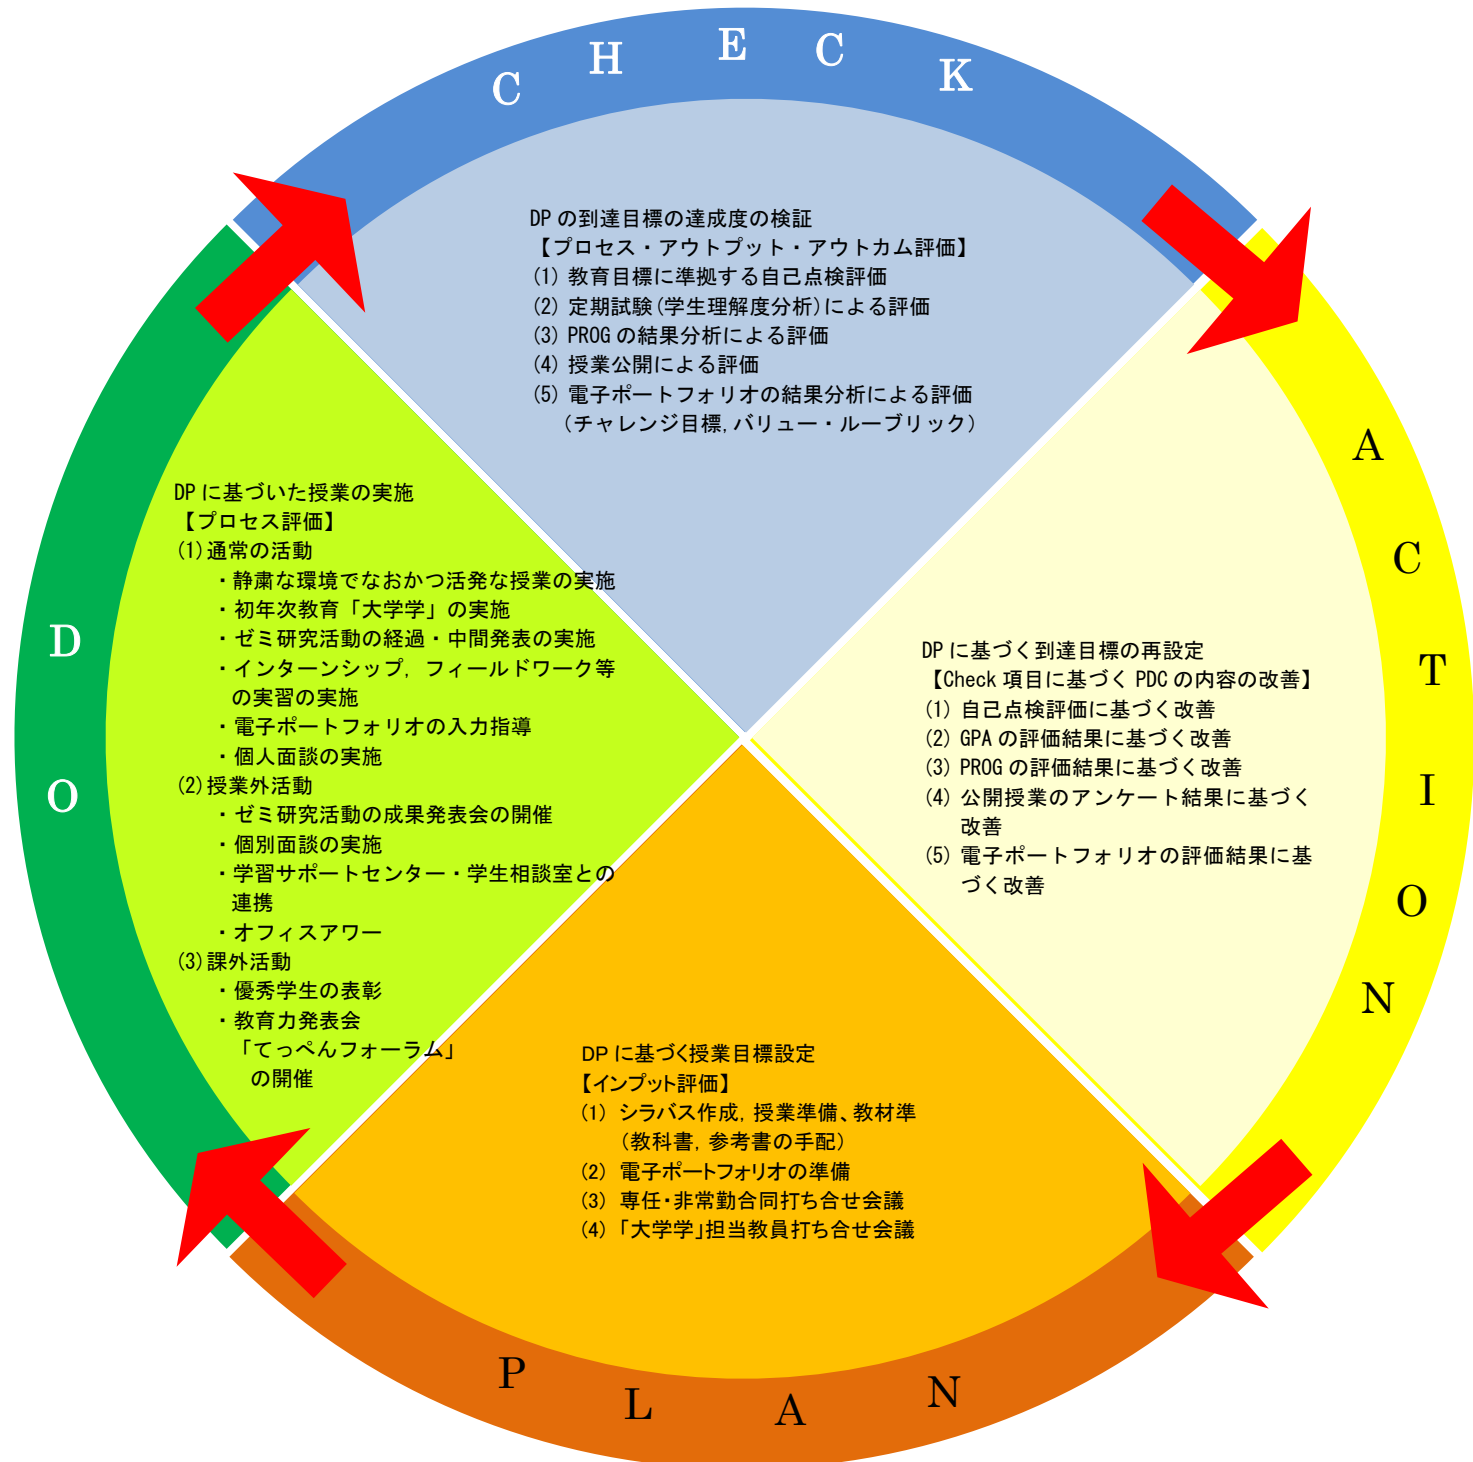 CHECK
DP の到達目標の達成度の検証
【プロセス・アウトプット・アウトカム評価】
(1) 教育目標に準拠する自己点検評価
(2) 定期試験(学生理解度分析)による評価
(3) PROG の結果分析による評価
(4) 授業公開による評価
(5) 電子ポートフォリオの結果分析による評価
（チャレンジ目標,バリュー・ルーブリック）
ACTION
DP に基づく到達目標の再設定
【Check 項目に基づく PDC の内容の改善】
(1) 自己点検評価に基づく改善
(2) GPA の評価結果に基づく改善
(3) PROG の評価結果に基づく改善
(4) 公開授業のアンケート結果に基づく
改善
(5) 電子ポートフォリオの評価結果に基
づく改善
PLAN
DP に基づく授業目標設定
【インプット評価】
(1) シラバス作成, 授業準備、教材準
（教科書, 参考書の手配）
(2) 電子ポートフォリオの準備
(3) 専任・非常勤合同打ち合せ会議
(4) 「大学学」担当教員打ち合せ会議
DO
DP に基づいた授業の実施
【プロセス評価】
(1)通常の活動
・静粛な環境でなおかつ活発な授業の実施
・初年次教育「大学学」の実施
・ゼミ研究活動の経過・中間発表の実施
・インターンシップ, フィールドワーク等
の実習の実施
・電子ポートフォリオの入力指導
・個人面談の実施
(2)授業外活動
・ゼミ研究活動の成果発表会の開催
・個別面談の実施
・学習サポートセンター・学生相談室との
連携
・オフィスアワー
(3)課外活動
・優秀学生の表彰
・教育力発表会
「てっぺんフォーラム」
の開催